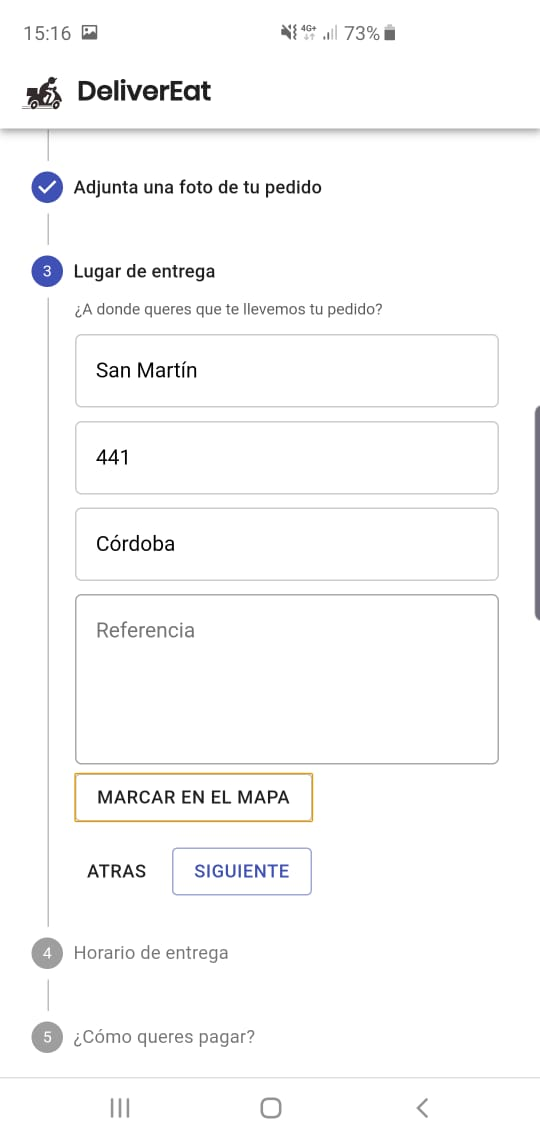 15:16 4G+ 73%
DeliverEat
Adjunta una foto de tu pedido
3 Lugar de entrega
¿A donde queres que te llevemos tu pedido?
San Martín
441
Córdoba
Referencia
MARCAR EN EL MAPA
ATRAS SIGUIENTE
4 Horario de entrega
5 ¿Cómo queres pagar?